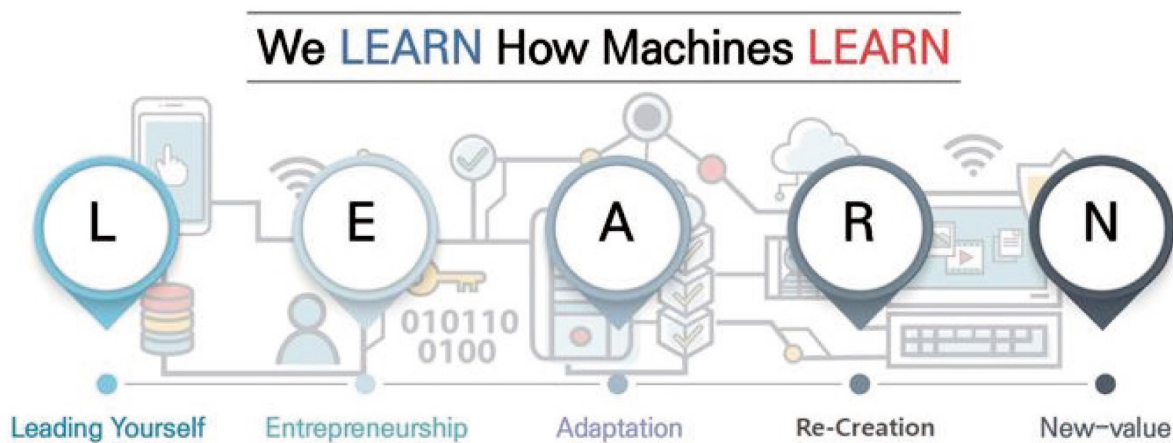 We LEARN How Machines LEARN
L E A R N
010110
0100
Leading Yourself Entrepreneurship Adaptation Re-Creation New-value